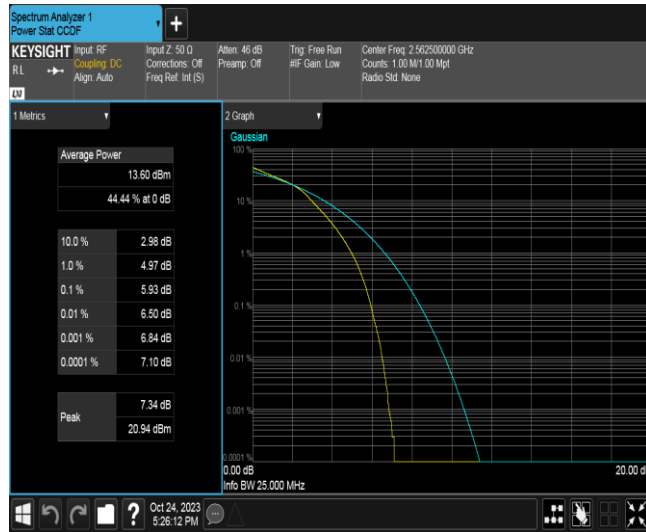 Spectrum Analyzer 1
Power Stat CCDF
+
KEYSIGHT
RL
LXI
Input: RF
Coupling: DC
Align: Auto
Input Z: 50 Ω
Corrections: Off
Freq Ref: Int (S)
Atten: 46 dB
Preamp: Off
Trig: Free Run
#IF Gain: Low
Center Freq: 2.562500000 GHz
Counts: 1.00 M/1.00 Mpt
Radio Std: None
1 Metrics
Average Power
13.60 dBm
44.44 % at 0 dB
10.0 % 2.98 dB
1.0 % 4.97 dB
0.1 % 5.93 dB
0.01 % 6.50 dB
0.001 % 6.84 dB
0.0001 % 7.10 dB
Peak
7.34 dB
20.94 dBm
2 Graph
Gaussian
100 %
10 %
1 %
0.1 %
0.01 %
0.001 %
0.0001 %
0.00 dB
20.00 d
Info BW 25.000 MHz
?
Oct 24, 2023
5:26:12 PM